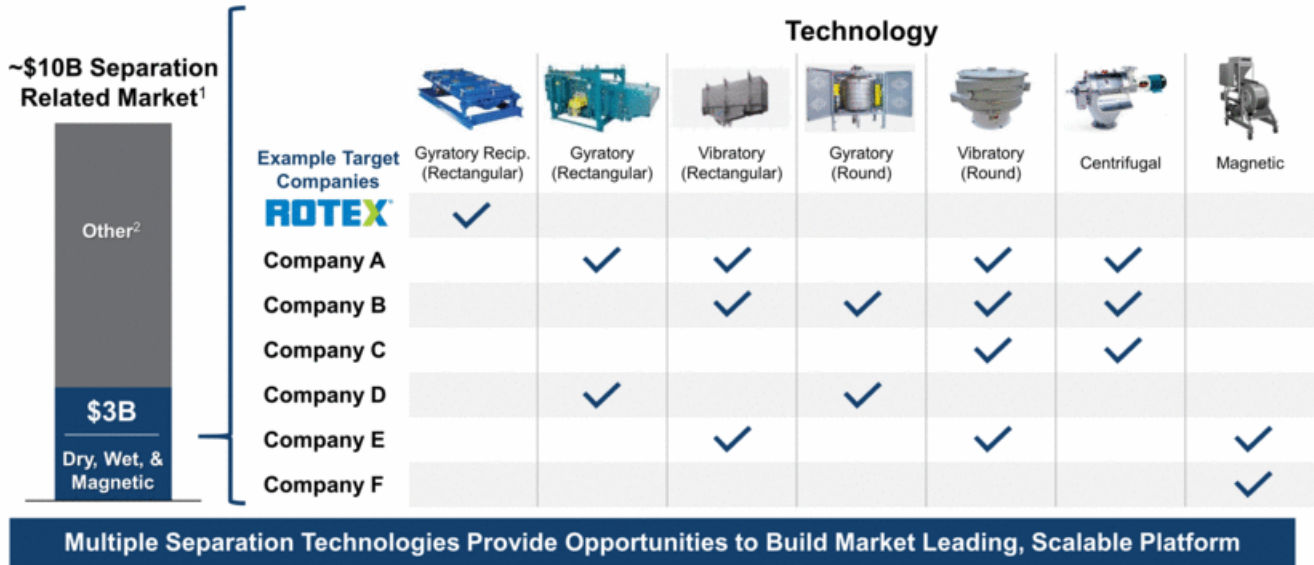 Technology
~$10B Separation
Related Market1
Other2
$3B
Dry, Wet, &
Magnetic
Example Target
Companies
Gyratory Recip.
(Rectangular)
Gyratory
(Rectangular)
Vibratory
(Rectangular)
Gyratory
(Round)
Vibratory
(Round)
Centrifugal
Magnetic
ROTEX
Company A
Company B
Company C
Company D
Company E
Company F
Multiple Separation Technologies Provide Opportunities to Build Market Leading, Scalable Platform